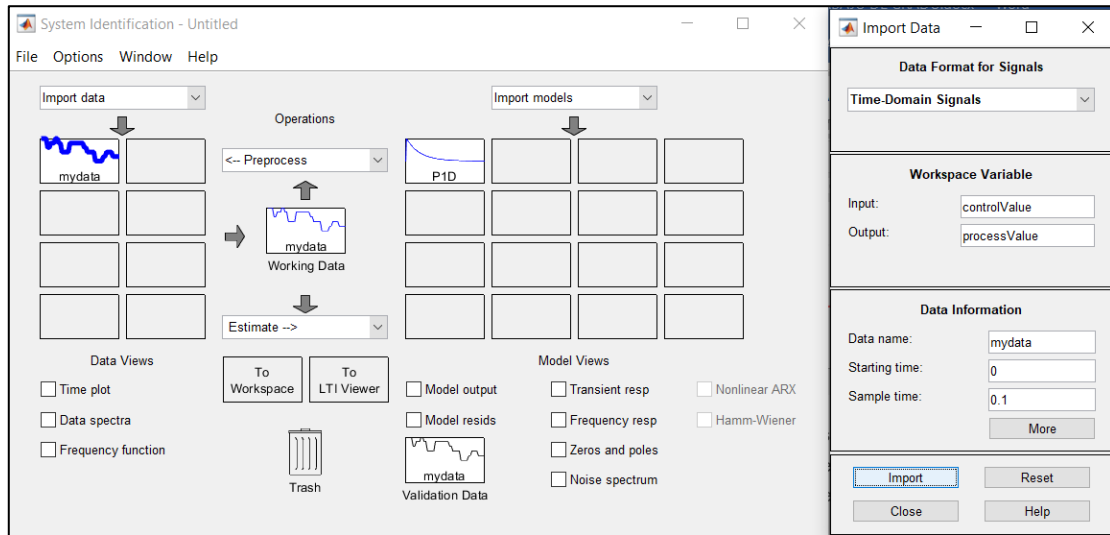 System Identification - Untitled
File Options Window Help
Import data
Import models
Operations
mydata
<-- Preprocess
P1D
mydata
Working Data
Estimate -->
Data Views
Model Views
To Workspace
To LTI Viewer
Time plot
Data spectra
Frequency function
Trash
Model output
Model resids
mydata
Validation Data
Transient resp
Frequency resp
Zeros and poles
Noise spectrum
Nonlinear ARX
Hamm-Wiener
Import Data
Data Format for Signals
Time-Domain Signals
Workspace Variable
Input: controlValue
Output: processValue
Data Information
Data name: mydata
Starting time: 0
Sample time: 0.1
More
Import Reset
Close Help